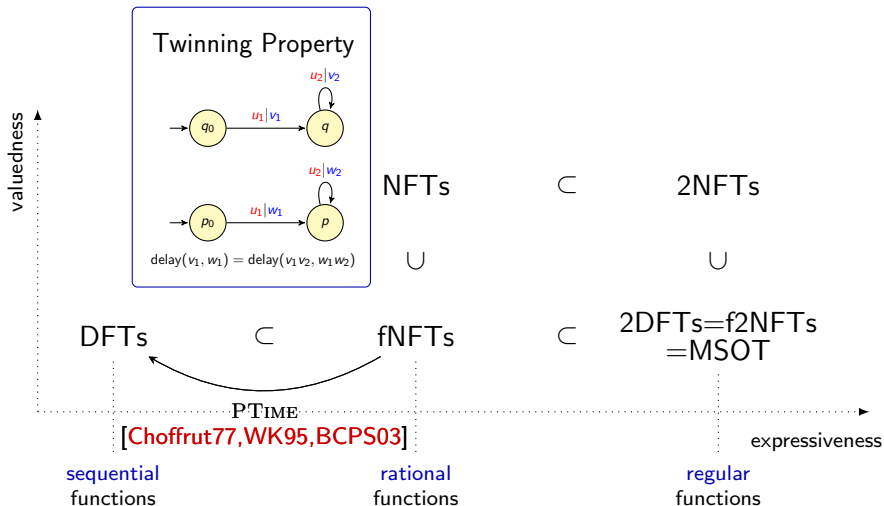 Twinning Property
u₂|v₂
q₀
u₁|v₁
q
u₂|w₂
p₀
u₁|w₁
p
delay(v₁, w₁) = delay(v₁v₂, w₁w₂)
valuedness
NFTs ⊂ 2NFTs
∪ ∪
DFTs ⊂ fNFTs ⊂ 2DFTs=f2NFTs
=MSOT
PTIME
[Choffrut77,WK95,BCPS03]
expressiveness
sequential
functions
rational
functions
regular
functions